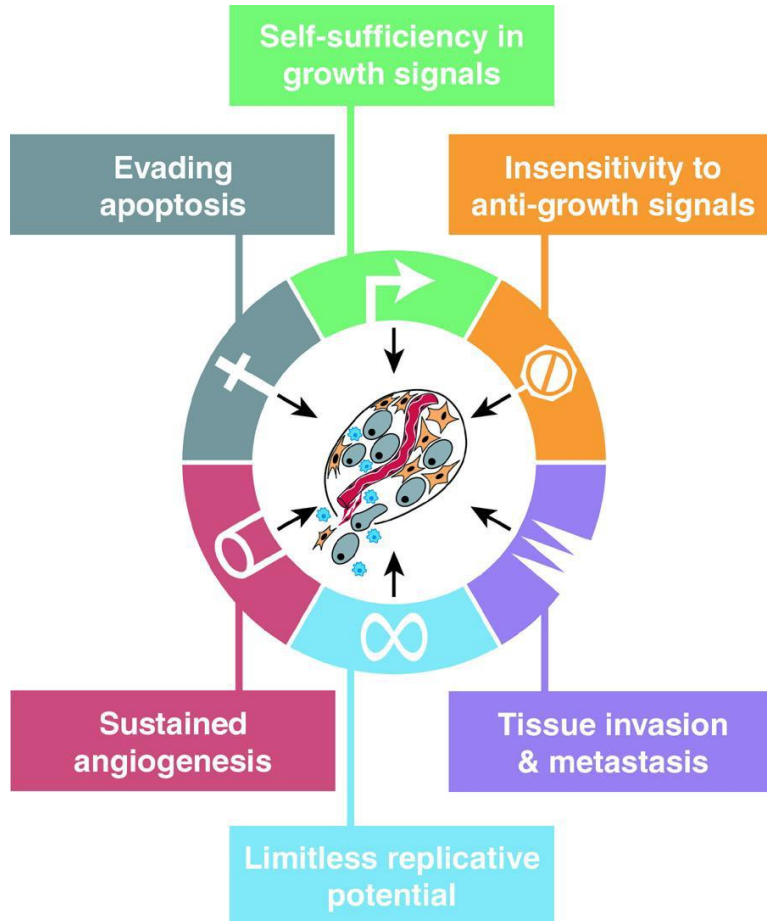 Self-sufficiency in
growth signals
Evading
apoptosis
Insensitivity to
anti-growth signals
Sustained
angiogenesis
Tissue invasion
& metastasis
Limitless replicative
potential